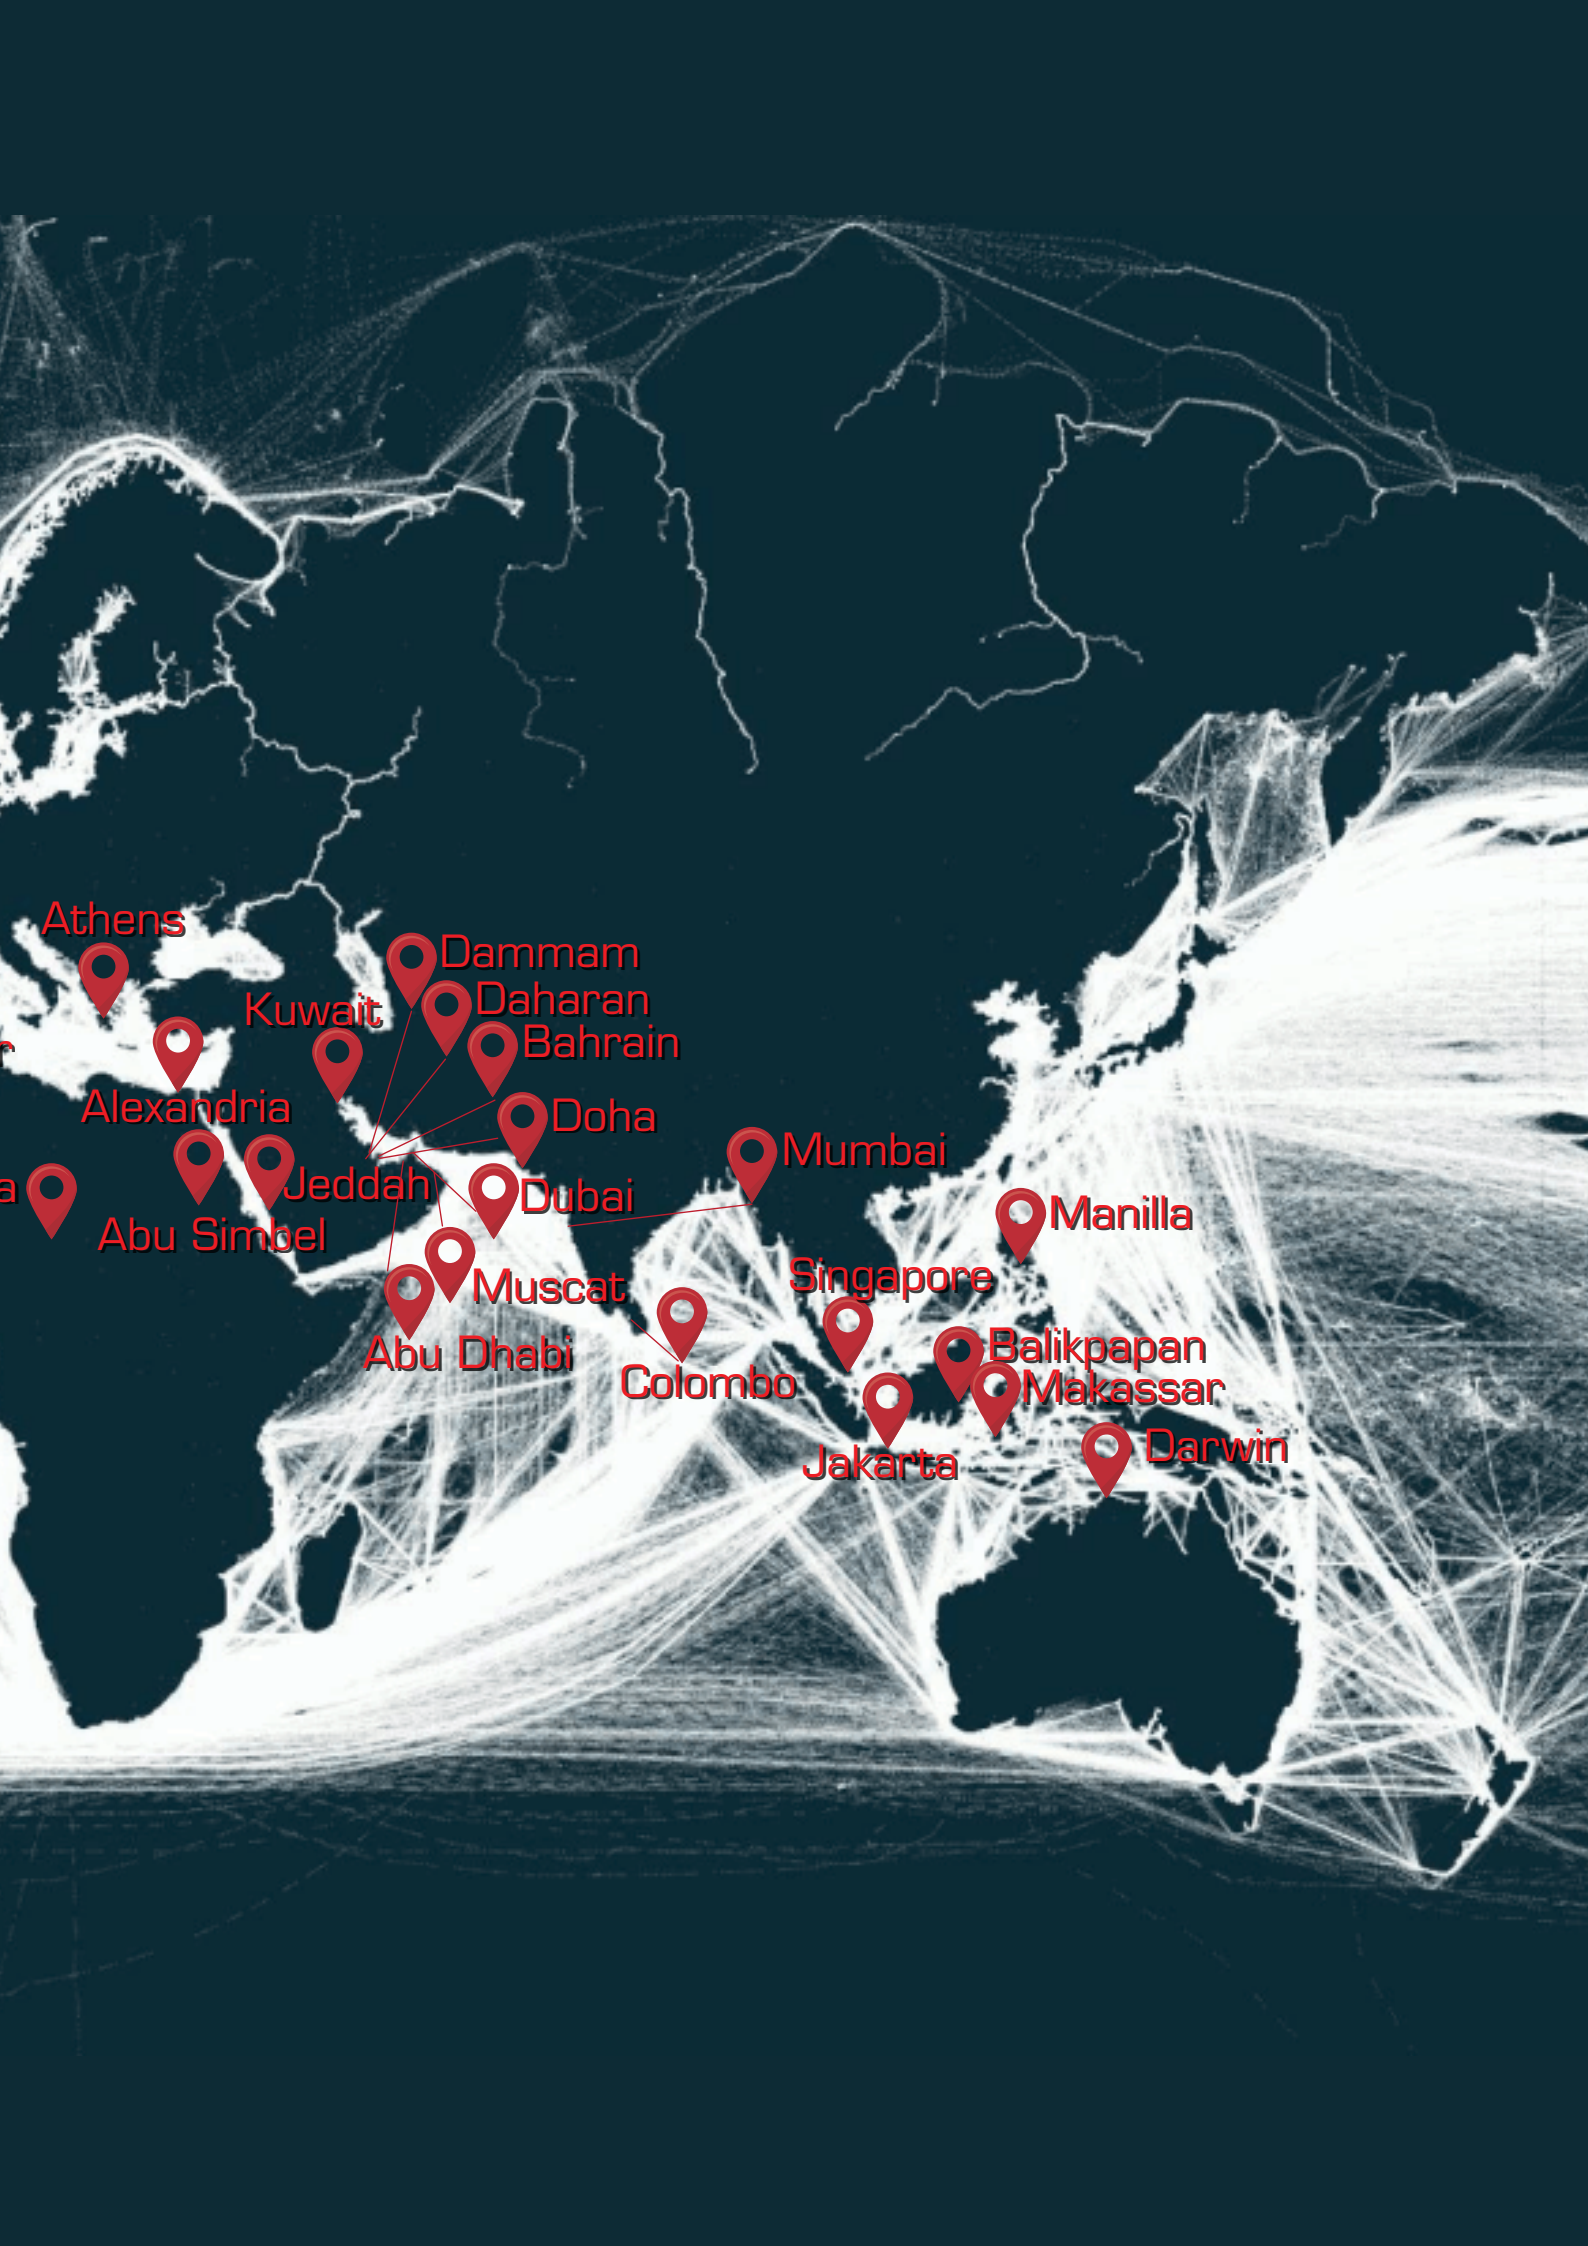 Athens
Dammam
Daharan
Kuwait
Bahrain
r
Alexandria
Doha
Mumbai
a
Jeddah
Dubai
Manilla
Abu Simbel
Singapore
Muscat
Abu Dhabi
Balikpapan
Colombo
Makassar
Darwin
Jakarta